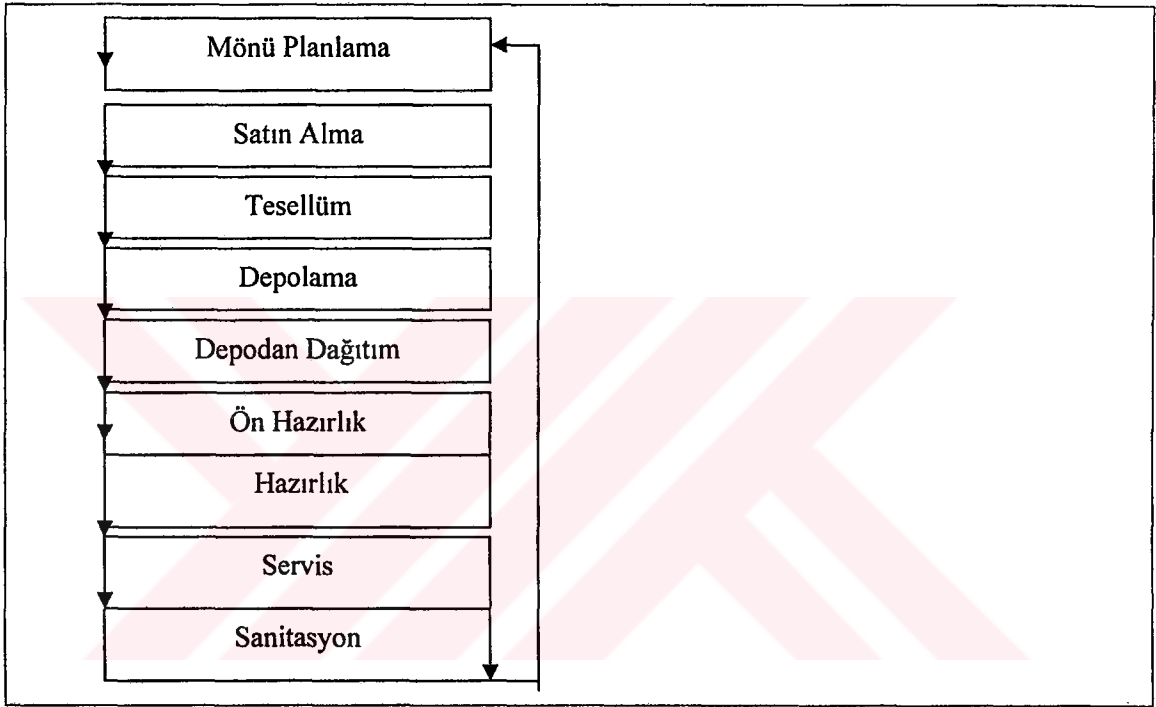 Mönü Planlama
Satın Alma
Tesellüm
Depolama
Depodan Dağıtım
Ön Hazırlık
Hazırlık
Servis
Sanitasyon